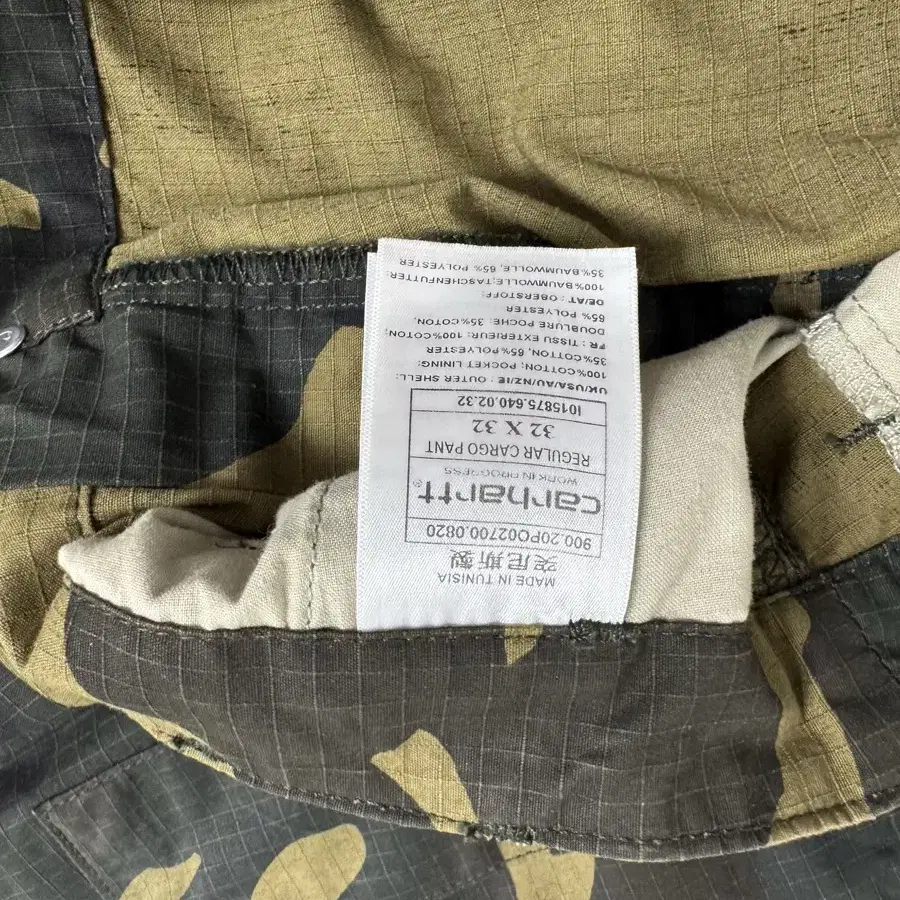 MADE IN TUNISIA
突尼斯製
900.20PO02700.0820
carhartt®
WORK IN PROGRESS
REGULAR CARGO PANT
32 X 32
I015875.640.02.32
UK/USA/AU/NZ/IE : OUTER SHELL:
100%COTTON; POCKET LINING:
35%COTTON, 65%POLYESTER
FR : TISSU EXTERIEUR: 100%COTON;
DOUBLURE POCHE: 35%COTON,
65% POLYESTER
DE/AT : OBERSTOFF:
100%BAUMWOLLE;TASCHENFUTTER:
35%BAUMWOLLE, 65% POLYESTER